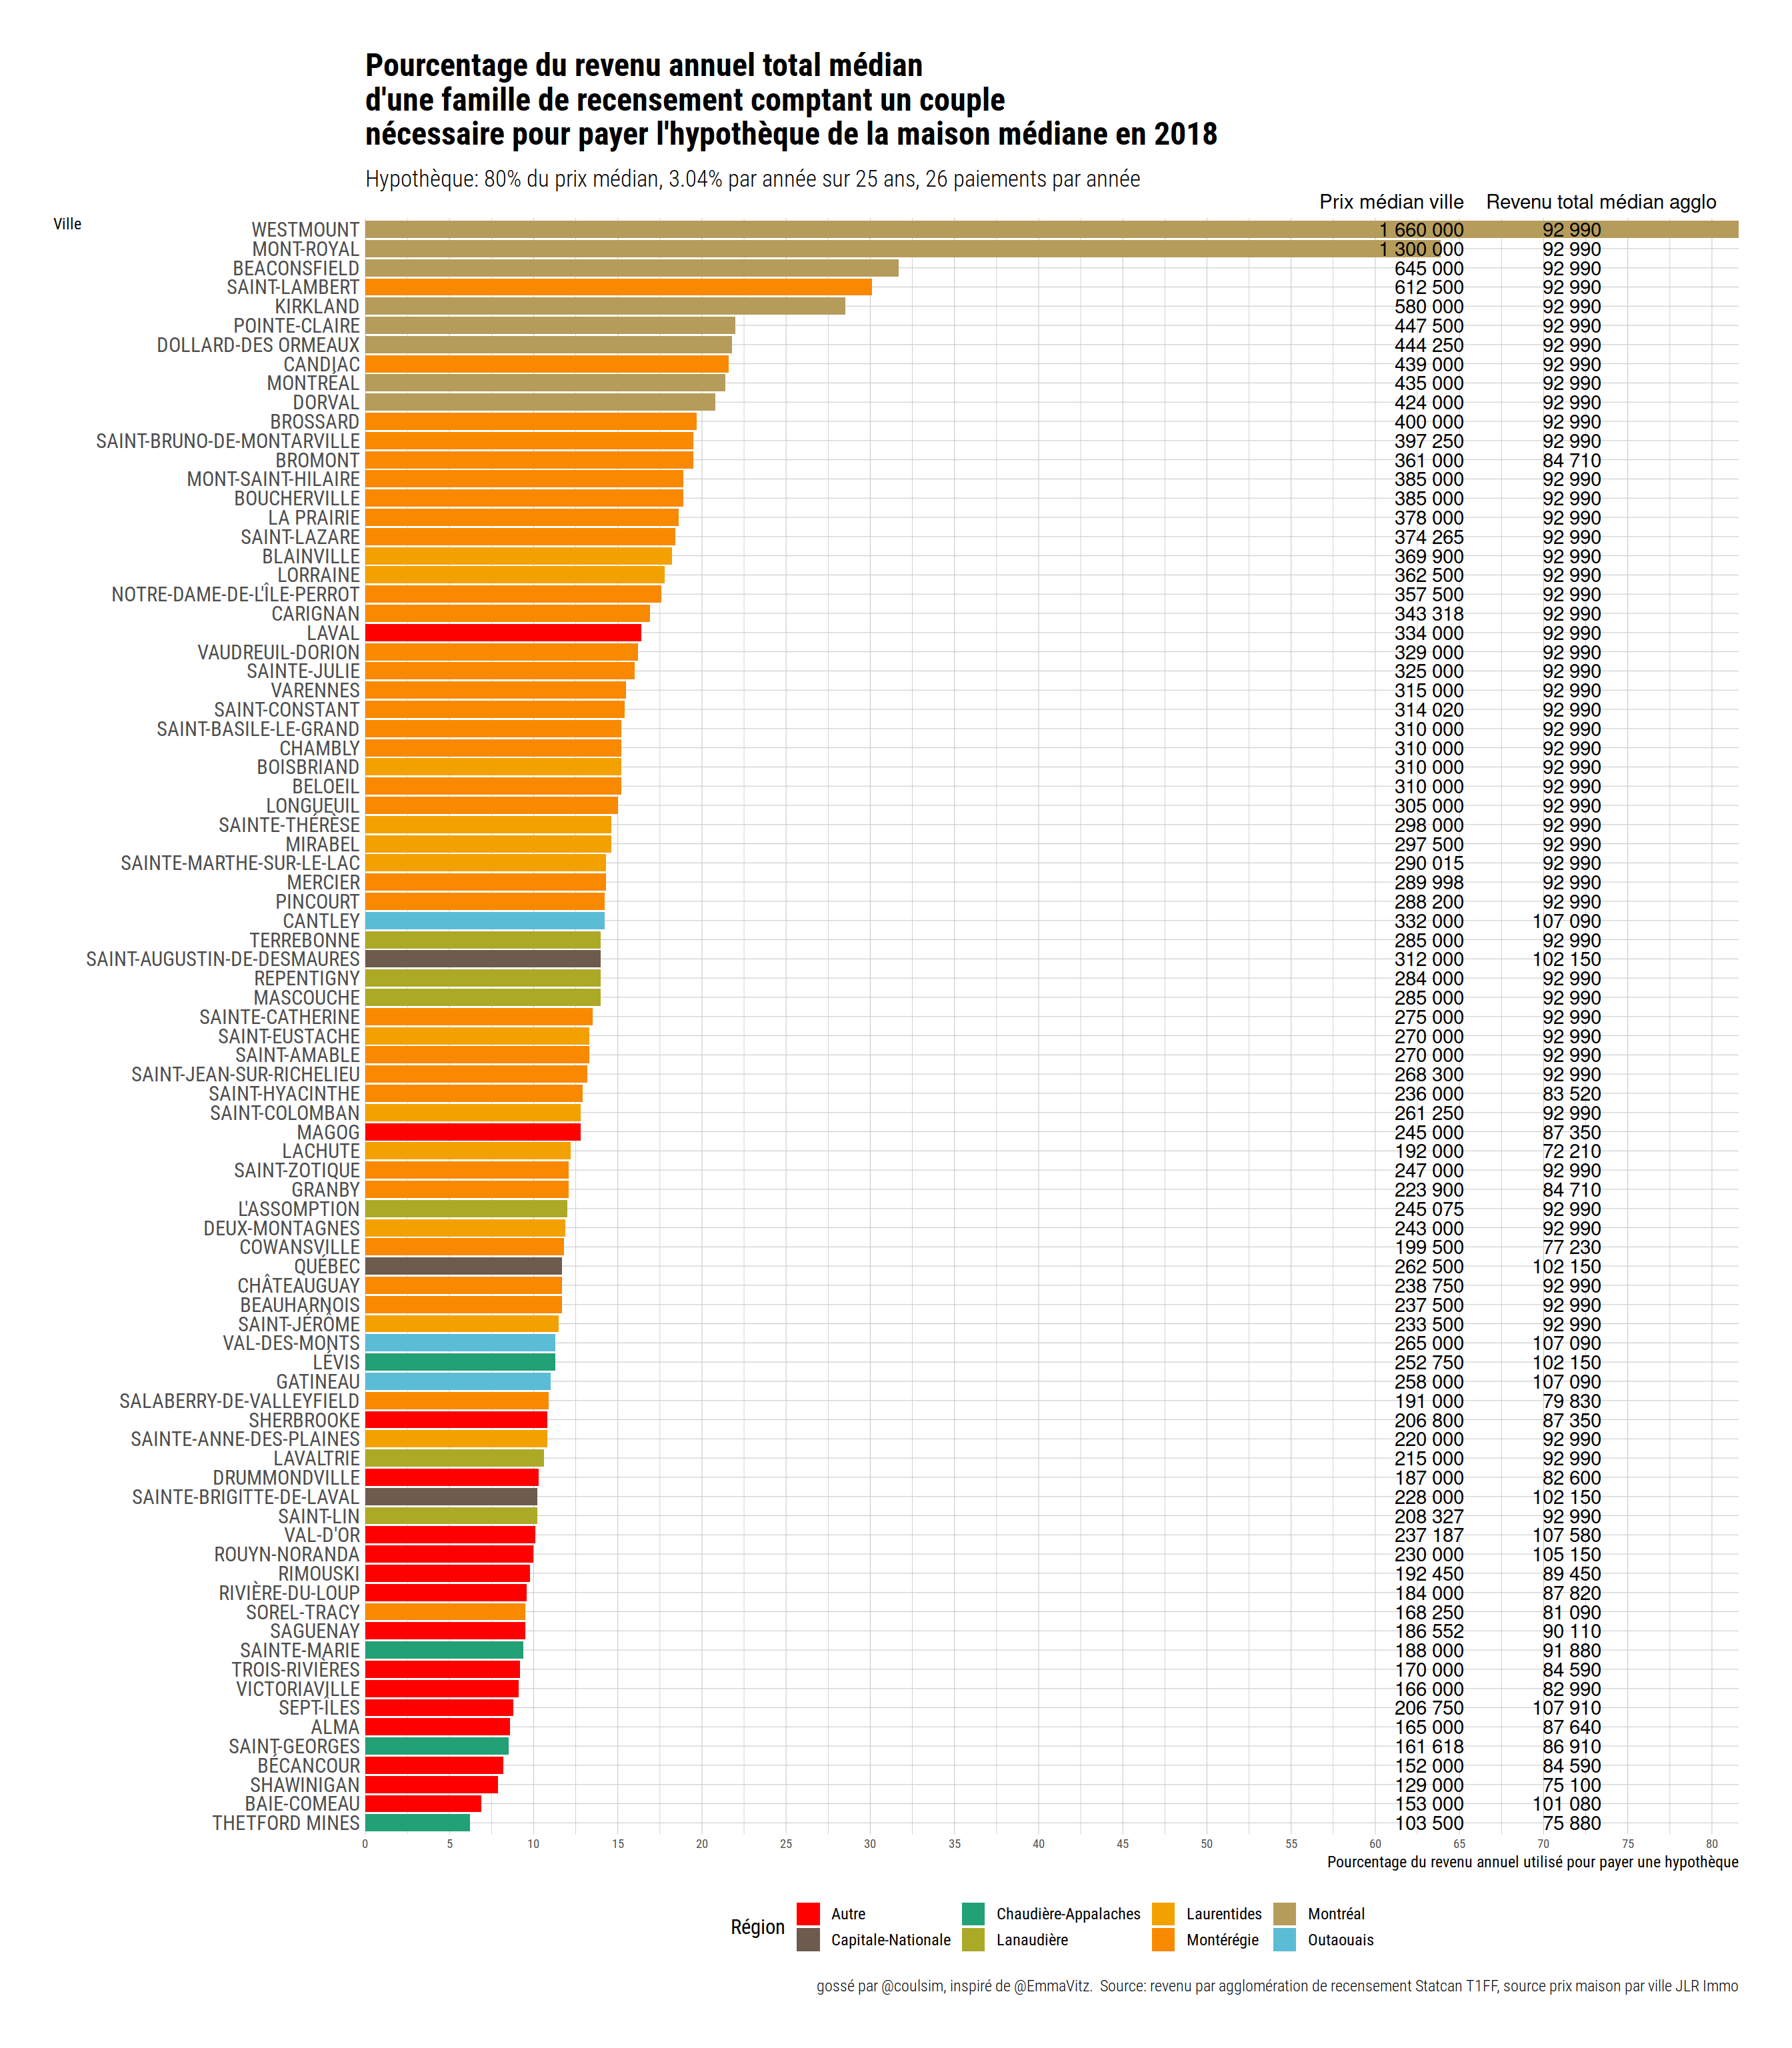 Pourcentage du revenu annuel total médian
d'une famille de recensement comptant un couple
nécessaire pour payer l'hypothèque de la maison médiane en 2018
Hypothèque: 80% du prix médian, 3.04% par année sur 25 ans, 26 paiements par année
Prix médian ville Revenu total médian agglo
Ville
WESTMOUNT 1 660 000 92 990
MONT-ROYAL 1 300 000 92 990
BEACONSFIELD 645 000 92 990
SAINT-LAMBERT 612 500 92 990
KIRKLAND 580 000 92 990
POINTE-CLAIRE 447 500 92 990
DOLLARD-DES ORMEAUX 444 250 92 990
CANDIAC 439 000 92 990
MONTRÉAL 435 000 92 990
DORVAL 424 000 92 990
BROSSARD 400 000 92 990
SAINT-BRUNO-DE-MONTARVILLE 397 250 92 990
BROMONT 361 000 84 710
MONT-SAINT-HILAIRE 385 000 92 990
BOUCHERVILLE 385 000 92 990
LA PRAIRIE 378 000 92 990
SAINT-LAZARE 374 265 92 990
BLAINVILLE 369 900 92 990
LORRAINE 362 500 92 990
NOTRE-DAME-DE-L'ÎLE-PERROT 357 500 92 990
CARIGNAN 343 318 92 990
LAVAL 334 000 92 990
VAUDREUIL-DORION 329 000 92 990
SAINTE-JULIE 325 000 92 990
VARENNES 315 000 92 990
SAINT-CONSTANT 314 020 92 990
SAINT-BASILE-LE-GRAND 310 000 92 990
CHAMBLY 310 000 92 990
BOISBRIAND 310 000 92 990
BELOEIL 310 000 92 990
LONGUEUIL 305 000 92 990
SAINTE-THÉRÈSE 298 000 92 990
MIRABEL 297 500 92 990
SAINTE-MARTHE-SUR-LE-LAC 290 015 92 990
MERCIER 289 998 92 990
PINCOURT 288 200 92 990
CANTLEY 332 000 107 090
TERREBONNE 285 000 92 990
SAINT-AUGUSTIN-DE-DESMAURES 312 000 102 150
REPENTIGNY 284 000 92 990
MASCOUCHE 285 000 92 990
SAINTE-CATHERINE 275 000 92 990
SAINT-EUSTACHE 270 000 92 990
SAINT-AMABLE 270 000 92 990
SAINT-JEAN-SUR-RICHELIEU 268 300 92 990
SAINT-HYACINTHE 236 000 83 520
SAINT-COLOMBAN 261 250 92 990
MAGOG 245 000 87 350
LACHUTE 192 000 72 210
SAINT-ZOTIQUE 247 000 92 990
GRANBY 223 900 84 710
L'ASSOMPTION 245 075 92 990
DEUX-MONTAGNES 243 000 92 990
COWANSVILLE 199 500 77 230
QUÉBEC 262 500 102 150
CHÂTEAUGUAY 238 750 92 990
BEAUHARNOIS 237 500 92 990
SAINT-JÉRÔME 233 500 92 990
VAL-DES-MONTS 265 000 107 090
LÉVIS 252 750 102 150
GATINEAU 258 000 107 090
SALABERRY-DE-VALLEYFIELD 191 000 79 830
SHERBROOKE 206 800 87 350
SAINTE-ANNE-DES-PLAINES 220 000 92 990
LAVALTRIE 215 000 92 990
DRUMMONDVILLE 187 000 82 600
SAINTE-BRIGITTE-DE-LAVAL 228 000 102 150
SAINT-LIN 208 327 92 990
VAL-D'OR 237 187 107 580
ROUYN-NORANDA 230 000 105 150
RIMOUSKI 192 450 89 450
RIVIÈRE-DU-LOUP 184 000 87 820
SOREL-TRACY 168 250 81 090
SAGUENAY 186 552 90 110
SAINTE-MARIE 188 000 91 880
TROIS-RIVIÈRES 170 000 84 590
VICTORIAVILLE 166 000 82 990
SEPT-ÎLES 206 750 107 910
ALMA 165 000 87 640
SAINT-GEORGES 161 618 86 910
BÉCANCOUR 152 000 84 590
SHAWINIGAN 129 000 75 100
BAIE-COMEAU 153 000 101 080
THETFORD MINES 103 500 75 880
0 5 10 15 20 25 30 35 40 45 50 55 60 65 70 75 80
Pourcentage du revenu annuel utilisé pour payer une hypothèque
Région
Autre Chaudière-Appalaches Laurentides Montréal
Capitale-Nationale Lanaudière Montérégie Outaouais
gossé par @coulsim, inspiré de @EmmaVitz. Source: revenu par agglomération de recensement Statcan T1FF, source prix maison par ville JLR Immo